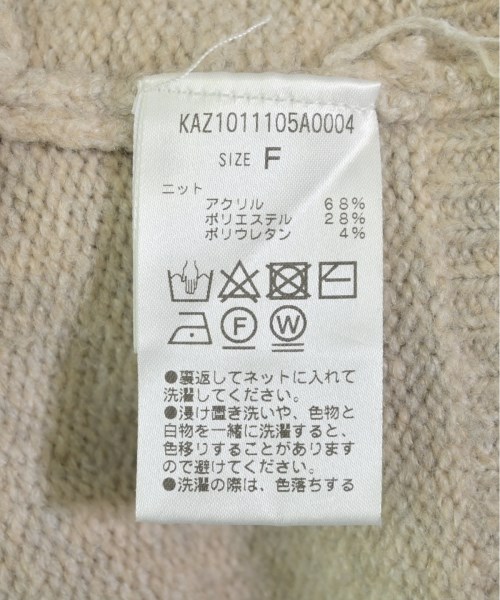 KAZ1011105A0004
SIZE F
ニット
アクリル 68%
ポリエステル 28%
ポリウレタン 4%
F W
●裏返してネットに入れて
洗濯してください。
●浸け置き洗いや、色物と
白物を一緒に洗濯すると、
色移りすることがあります
ので避けてください。
●洗濯の際は、色落ちする